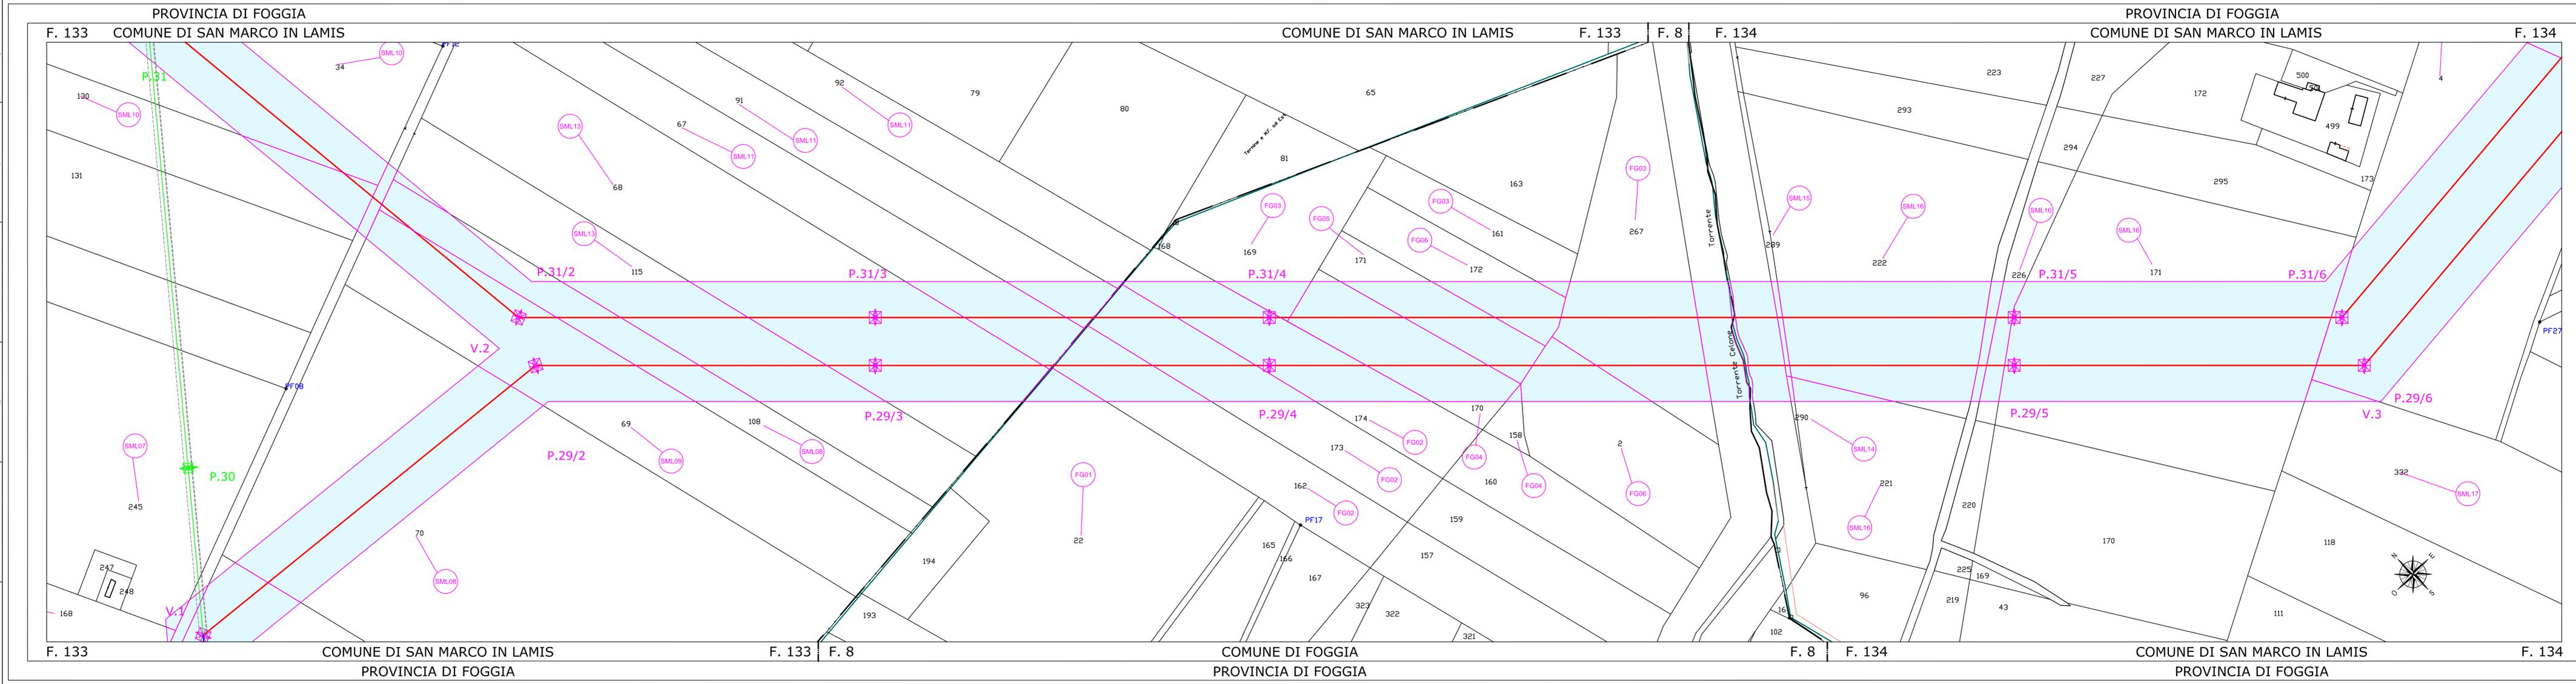 PROVINCIA DI FOGGIA PROVINCIA DI FOGGIA
F. 133 COMUNE DI SAN MARCO IN LAMIS COMUNE DI SAN MARCO IN LAMIS F. 133 F. 8 F. 134 COMUNE DI SAN MARCO IN LAMIS F. 134
34 SML10
P.31
130 SML10
131
SML13
68
SML13
115
91 SML11
67 SML11
92 SML11
79
80
65
Termine e
81
163
FG03
267
FG03
169
FG05
171
FG03
161
FG06
172
168
Torrente
Torrente Celone
SML15
289
SML16
222
223
293
227
172
294
295
500
499
173
4
SML16
226
SML16
171
P.31/2 P.31/3 P.31/4 P.31/5 P.31/6
V.2
PF08
PF27
P.29/2 P.29/3 P.29/4 P.29/5 P.29/6
V.3
SML07
245
P.30
69 SML09
108 SML08
70
SML08
FG01
22
174 FG02
173 FG02
162 FG02
PF17
170
FG04
158
FG04
2
FG06
160
159
157
290 SML14
221
SML16
220
170
332 SML17
118
111
247
248
V.1
168
194
193
165
166
167
323
322
321
16
102
96
225
169
219
43
N E
O S
F. 133 COMUNE DI SAN MARCO IN LAMIS F. 133 F. 8 COMUNE DI FOGGIA F. 8 F. 134 COMUNE DI SAN MARCO IN LAMIS F. 134
PROVINCIA DI FOGGIA PROVINCIA DI FOGGIA PROVINCIA DI FOGGIA